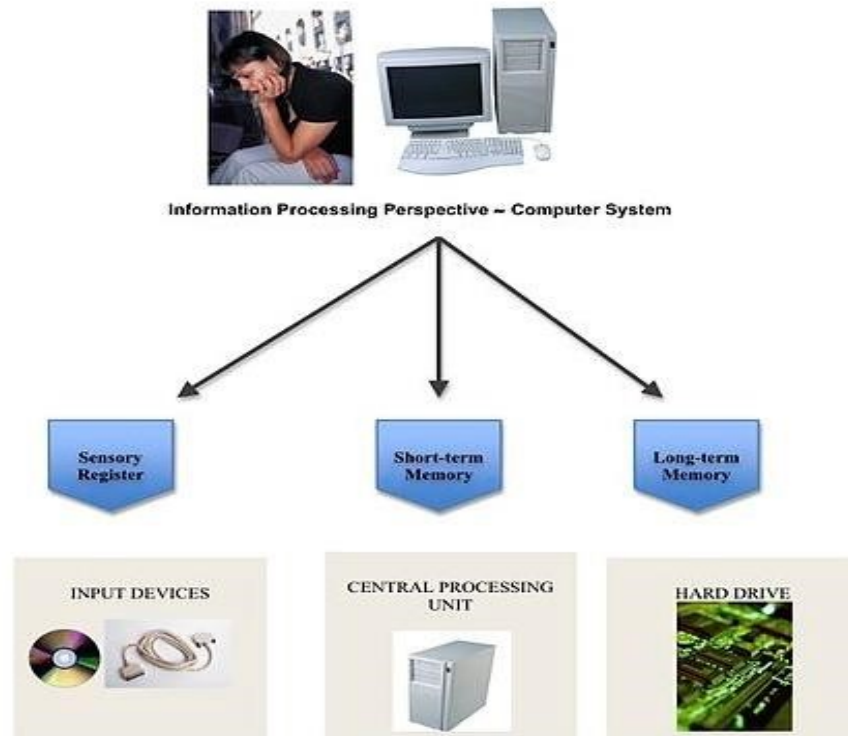 Information Processing Perspective ~ Computer System
Sensory
Register
Short-term
Memory
Long-term
Memory
INPUT DEVICES
CENTRAL PROCESSING
UNIT
HARD DRIVE